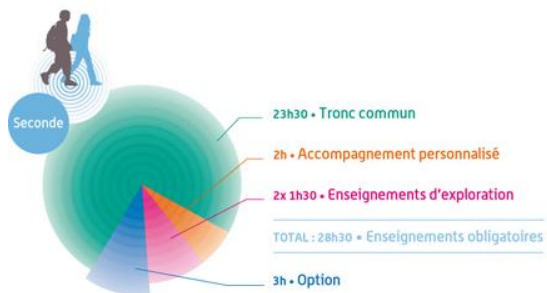 Seconde
23h30 • Tronc commun
2h • Accompagnement personnalisé
2x 1h30 • Enseignements d'exploration
TOTAL : 28h30 • Enseignements obligatoires
3h • Option